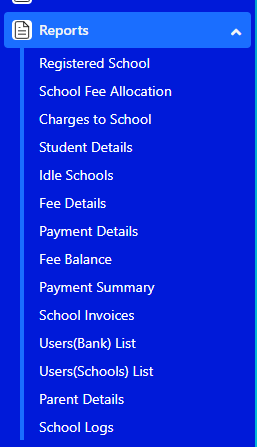 Reports
Registered School
School Fee Allocation
Charges to School
Student Details
Idle Schools
Fee Details
Payment Details
Fee Balance
Payment Summary
School Invoices
Users(Bank) List
Users(Schools) List
Parent Details
School Logs